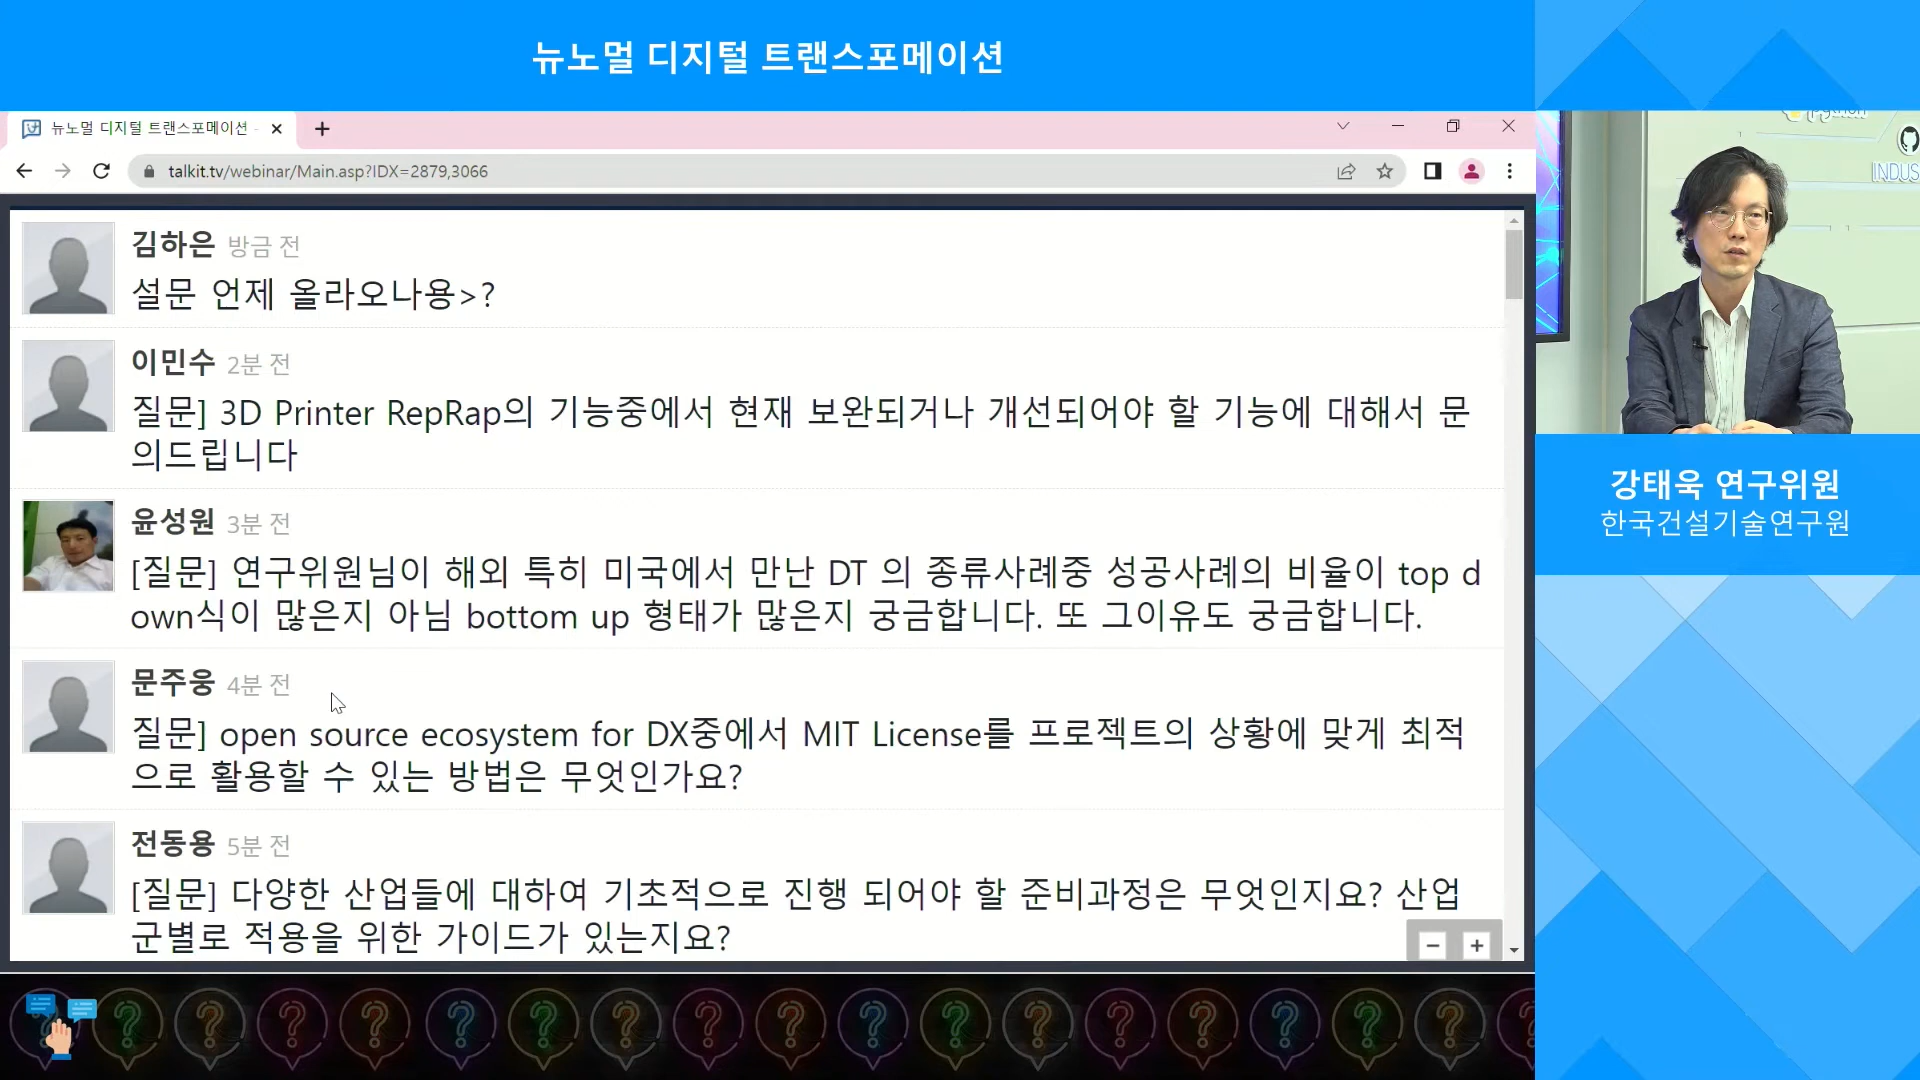 뉴노멀 디지털 트랜스포메이션
뉴노멀 디지털 트랜스포메이션 -
talkit.tv/webinar/Main.asp?IDX=2879,3066
김하은 방금 전
설문 언제 올라오나용>?
이민수 2분 전
질문] 3D Printer RepRap의 기능중에서 현재 보완되거나 개선되어야 할 기능에 대해서 문
의드립니다
윤성원 3분 전
[질문] 연구위원님이 해외 특히 미국에서 만난 DT 의 종류사례중 성공사례의 비율이 top d
own식이 많은지 아님 bottom up 형태가 많은지 궁금합니다. 또 그이유도 궁금합니다.
문주웅 4분 전
질문] open source ecosystem for DX중에서 MIT License를 프로젝트의 상황에 맞게 최적
으로 활용할 수 있는 방법은 무엇인가요?
전동용 5분 전
[질문] 다양한 산업들에 대하여 기초적으로 진행 되어야 할 준비과정은 무엇인지요? 산업
군별로 적용을 위한 가이드가 있는지요?
python
INDUS
강태욱 연구위원
한국건설기술연구원